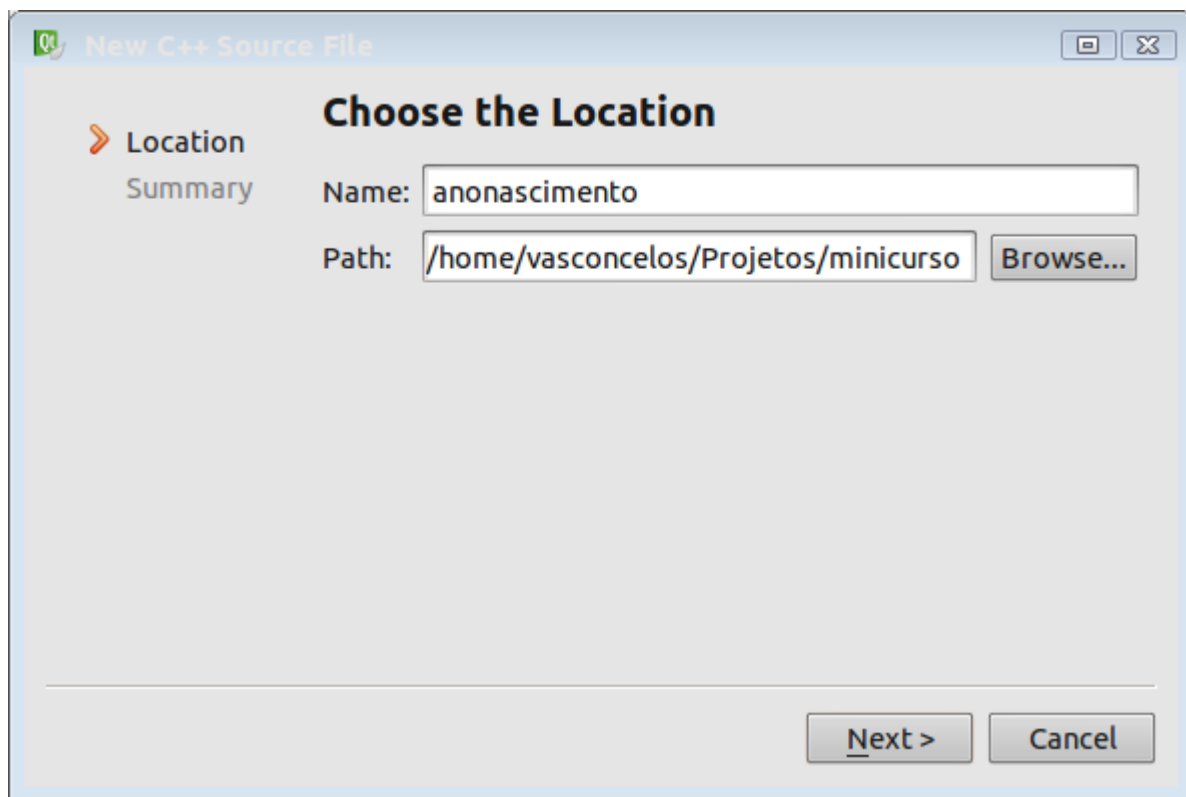 New C++ Source File
Choose the Location
Location
Summary
Name: anonascimento
Path: /home/vasconcelos/Projetos/minicurso Browse...
Next > Cancel